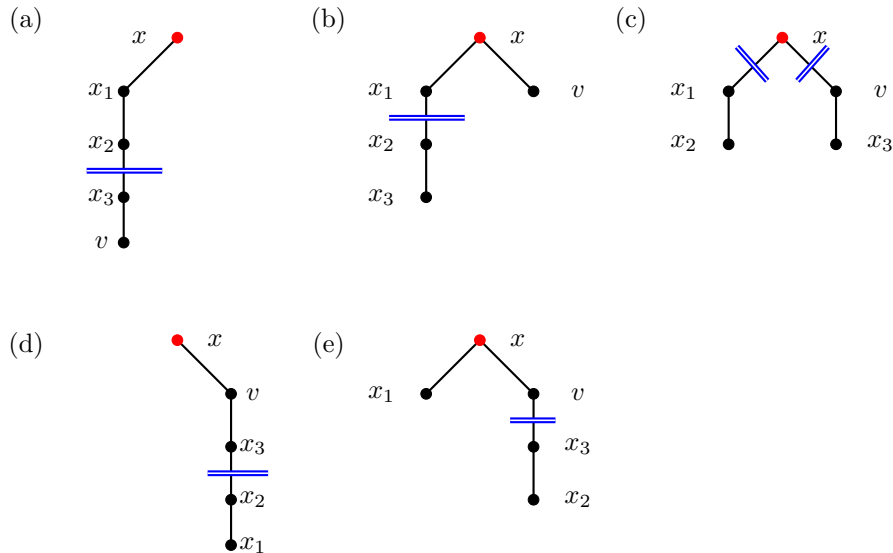 (a) x
x₁
x₂
x₃
v
(b) x
x₁ v
x₂
x₃
(c) x
x₁ v
x₂ x₃
(d) x
v
x₃
x₂
x₁
(e) x
x₁ v
x₃
x₂